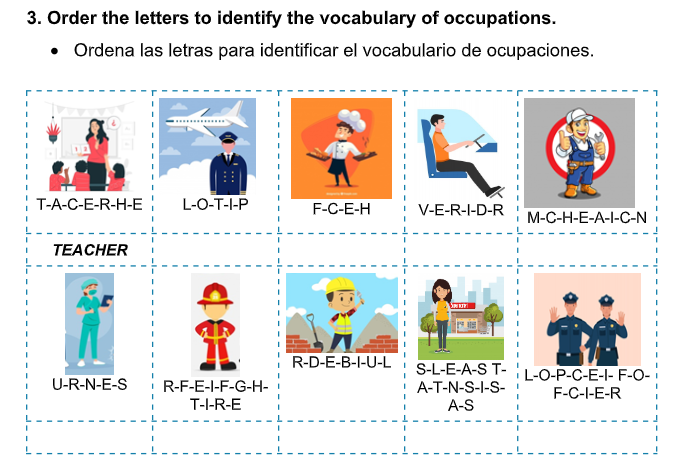 3. Order the letters to identify the vocabulary of occupations.
• Ordena las letras para identificar el vocabulario de ocupaciones.
T-A-C-E-R-H-E
L-O-T-I-P
F-C-E-H
V-E-R-I-D-R
M-C-H-E-A-I-C-N
TEACHER
U-R-N-E-S
R-F-E-I-F-G-H-
T-I-R-E
R-D-E-B-I-U-L
S-L-E-A-S T-
A-T-N-S-I-S-
A-S
L-O-P-C-E-I- F-O-
F-C-I-E-R